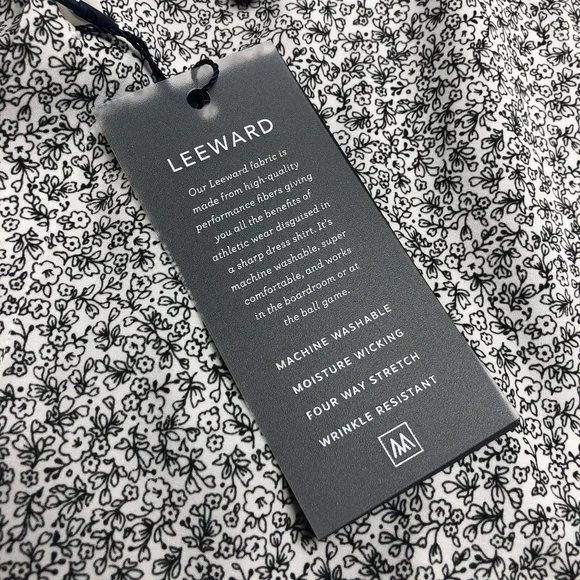 LEEWARD
Our Leeward fabric is
made from high-quality
performance fibers giving
you all the benefits of
athletic wear disguised in
a sharp dress shirt. It's
machine washable, super
comfortable, and works
in the boardroom or at
the ball game.
MACHINE WASHABLE
MOISTURE WICKING
FOUR WAY STRETCH
WRINKLE RESISTANT
M